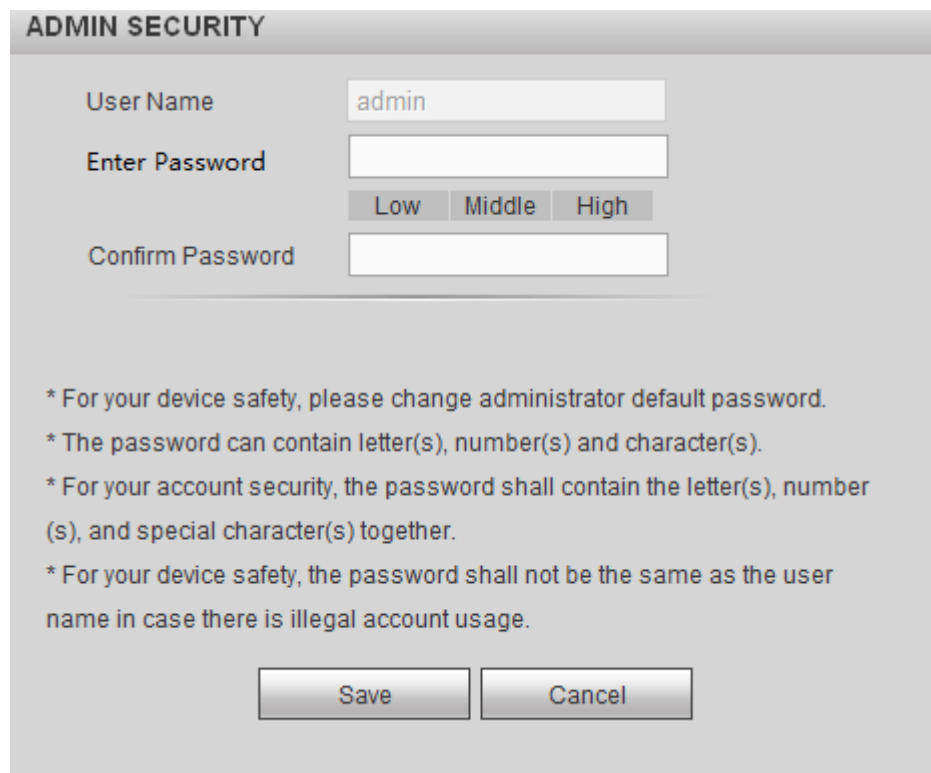 ADMIN SECURITY
User Name admin
Enter Password
Low Middle High
Confirm Password
* For your device safety, please change administrator default password.
* The password can contain letter(s), number(s) and character(s).
* For your account security, the password shall contain the letter(s), number
(s), and special character(s) together.
* For your device safety, the password shall not be the same as the user
name in case there is illegal account usage.
Save Cancel